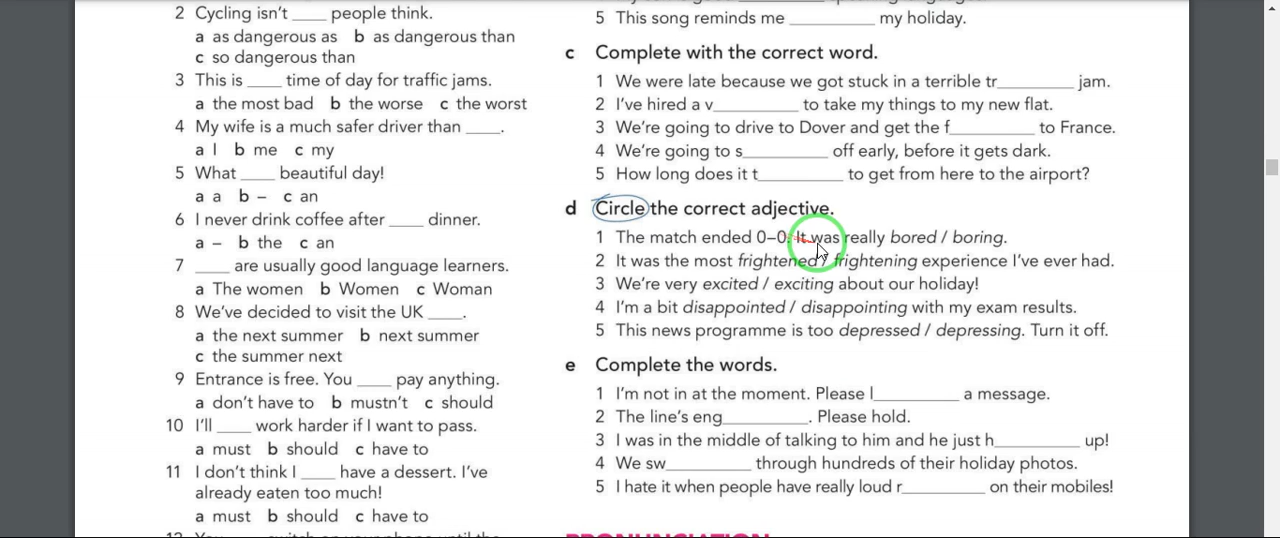 2 Cycling isn't ____ people think.
a as dangerous as b as dangerous than
c so dangerous than
3 This is ____ time of day for traffic jams.
a the most bad b the worse c the worst
4 My wife is a much safer driver than ____.
a I b me c my
5 What ____ beautiful day!
a a b – c an
6 I never drink coffee after ____ dinner.
a – b the c an
7 ____ are usually good language learners.
a The women b Women c Woman
8 We've decided to visit the UK ____.
a the next summer b next summer
c the summer next
9 Entrance is free. You ____ pay anything.
a don't have to b mustn't c should
10 I'll ____ work harder if I want to pass.
a must b should c have to
11 I don't think I ____ have a dessert. I've
already eaten too much!
a must b should c have to
5 This song reminds me __________ my holiday.
c Complete with the correct word.
1 We were late because we got stuck in a terrible tr_________ jam.
2 I've hired a v__________ to take my things to my new flat.
3 We're going to drive to Dover and get the f__________ to France.
4 We're going to s__________ off early, before it gets dark.
5 How long does it t__________ to get from here to the airport?
d Circle the correct adjective.
1 The match ended 0–0. It was really bored / boring.
2 It was the most frightened / frightening experience I've ever had.
3 We're very excited / exciting about our holiday!
4 I'm a bit disappointed / disappointing with my exam results.
5 This news programme is too depressed / depressing. Turn it off.
e Complete the words.
1 I'm not in at the moment. Please l__________ a message.
2 The line's eng__________. Please hold.
3 I was in the middle of talking to him and he just h__________ up!
4 We sw__________ through hundreds of their holiday photos.
5 I hate it when people have really loud r__________ on their mobiles!
PRONUNCIATION